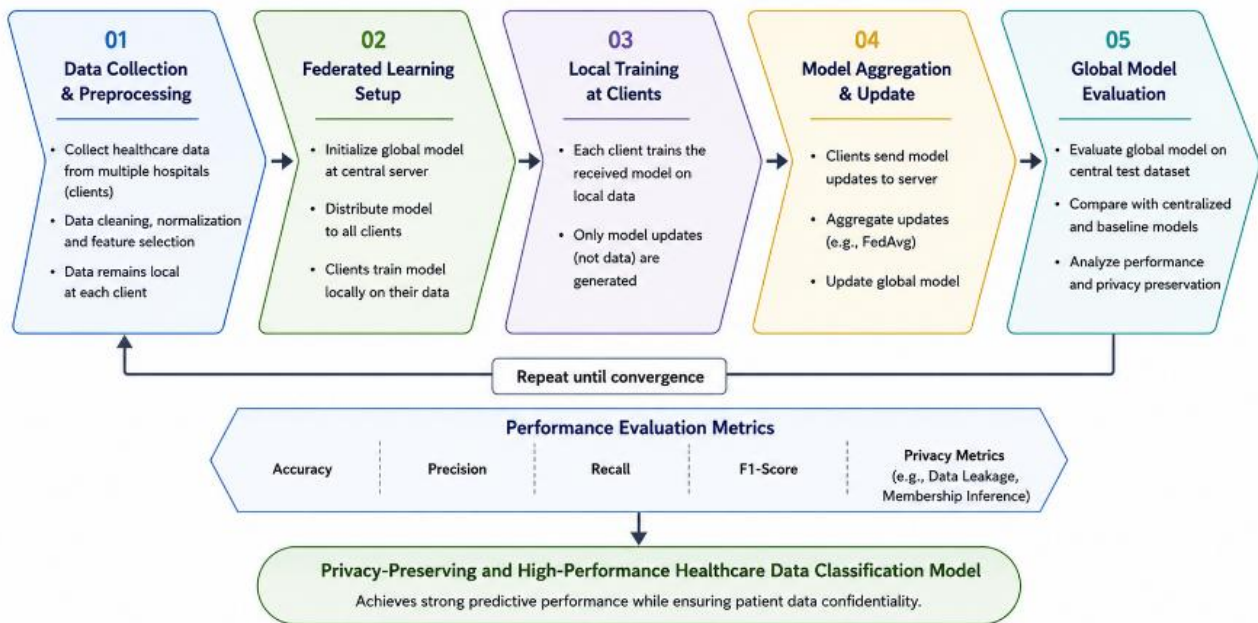 01
Data Collection
& Preprocessing
• Collect healthcare data
from multiple hospitals
(clients)
• Data cleaning, normalization
and feature selection
• Data remains local
at each client
02
Federated Learning
Setup
• Initialize global model
at central server
• Distribute model
to all clients
• Clients train model
locally on their data
03
Local Training
at Clients
• Each client trains the
received model on
local data
• Only model updates
(not data) are
generated
04
Model Aggregation
& Update
• Clients send model
updates to server
• Aggregate updates
(e.g., FedAvg)
• Update global model
05
Global Model
Evaluation
• Evaluate global model on
central test dataset
• Compare with centralized
and baseline models
• Analyze performance
and privacy preservation
Repeat until convergence
Performance Evaluation Metrics
Accuracy
Precision
Recall
F1-Score
Privacy Metrics
(e.g., Data Leakage,
Membership Inference)
Privacy-Preserving and High-Performance Healthcare Data Classification Model
Achieves strong predictive performance while ensuring patient data confidentiality.